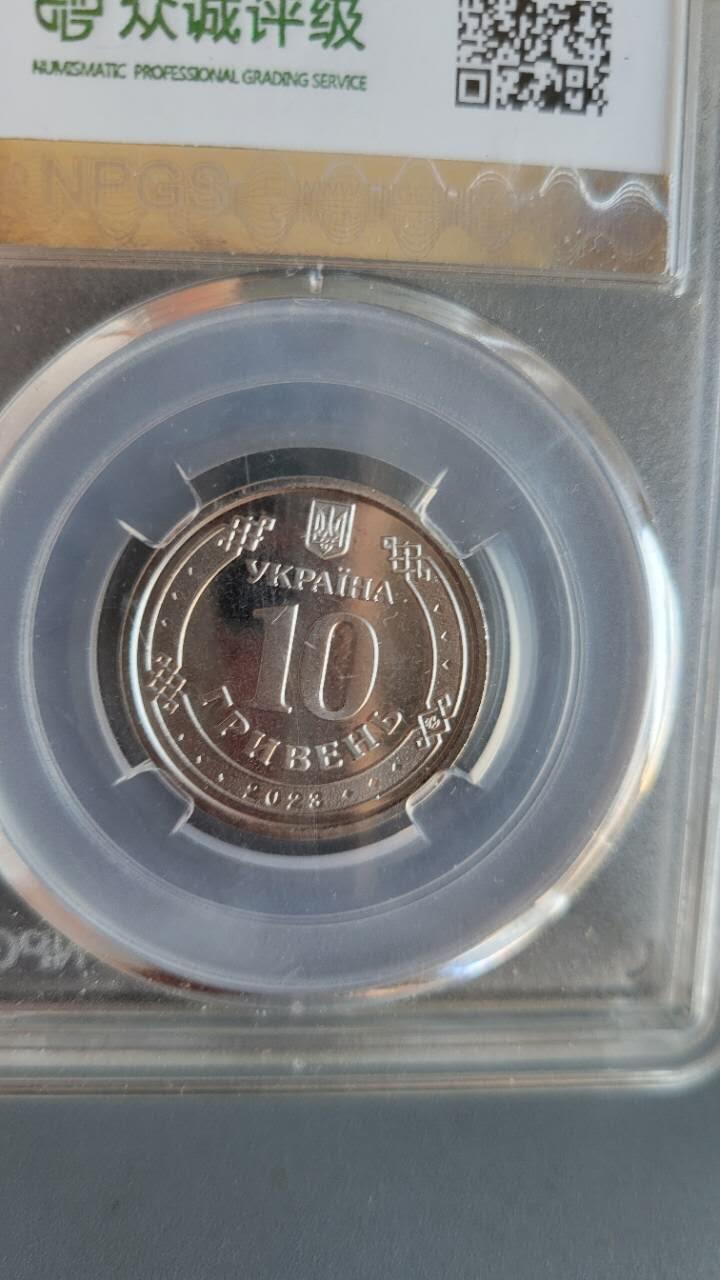 众诚评级
NUMISMATIC PROFESSIONAL GRADING SERVICE
NPGS
УКРАЇНА
10
ГРИВЕНЬ
2023